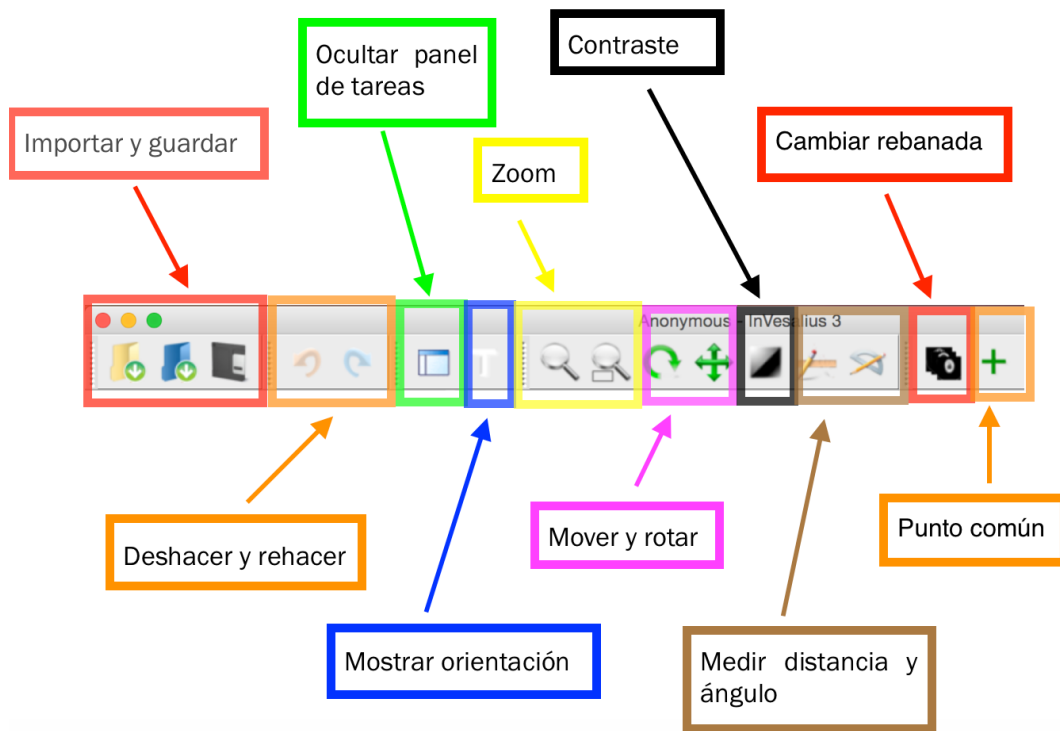 Ocultar panel
de tareas
Contraste
Importar y guardar
Cambiar rebanada
Zoom
Anonymous - InVesalius 3
T
Deshacer y rehacer
Mover y rotar
Punto común
Mostrar orientación
Medir distancia y
ángulo